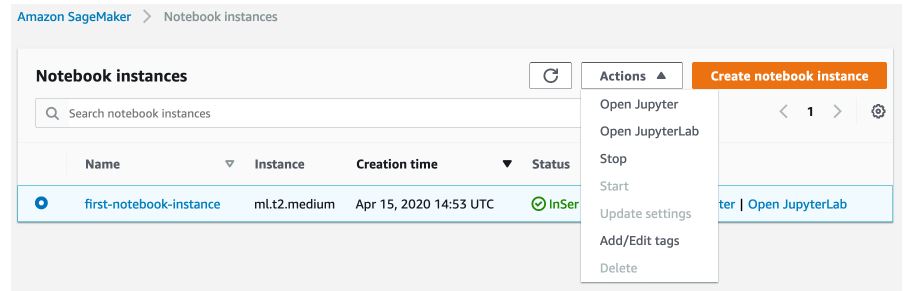 Amazon SageMaker > Notebook instances
Notebook instances
Actions
Create notebook instance
Search notebook instances
1
Open Jupyter
Open JupyterLab
Stop
Start
Update settings
Add/Edit tags
Delete
Name Instance Creation time Status
first-notebook-instance ml.t2.medium Apr 15, 2020 14:53 UTC InSer ter | Open JupyterLab